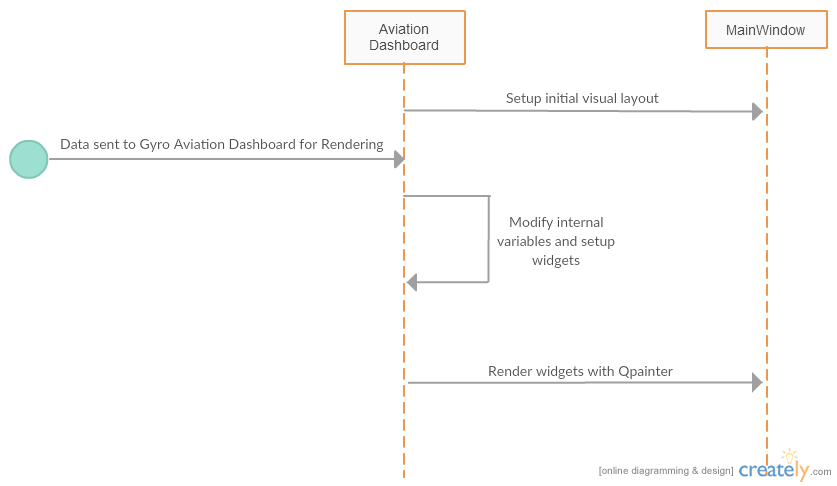 Aviation
Dashboard
MainWindow
Setup initial visual layout
Data sent to Gyro Aviation Dashboard for Rendering
Modify internal
variables and setup
widgets
Render widgets with Qpainter
[online diagramming & design] creately.com